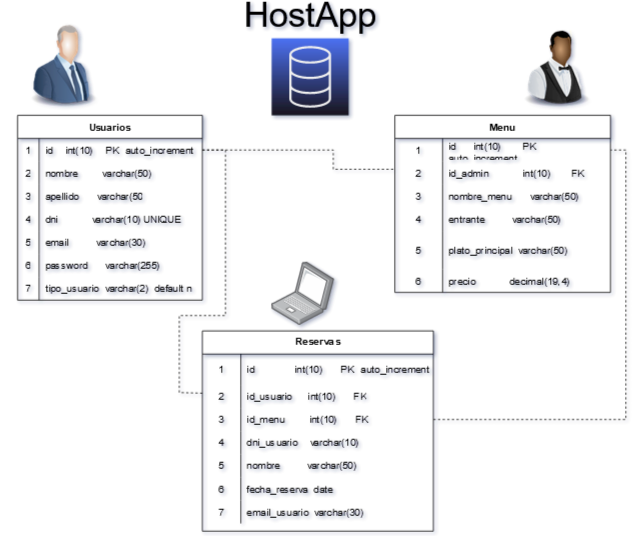 HostApp
Usuarios
1 id int(10) PK auto_increment
2 nombre varchar(50)
3 apellido varchar(50
4 dni varchar(10) UNIQUE
5 email varchar(30)
6 password varchar(255)
7 tipo_usuario varchar(2) default n
Menu
1 id int(10) PK
auto_increment
2 id_admin int(10) FK
3 nombre_menu varchar(50)
4 entrante varchar(50)
5 plato_principal varchar(50)
6 precio decimal(19,4)
Reservas
1 id int(10) PK auto_increment
2 id_usuario int(10) FK
3 id_menu int(10) FK
4 dni_usuario varchar(10)
5 nombre varchar(50)
6 fecha_reserva date
7 email_usuario varchar(30)